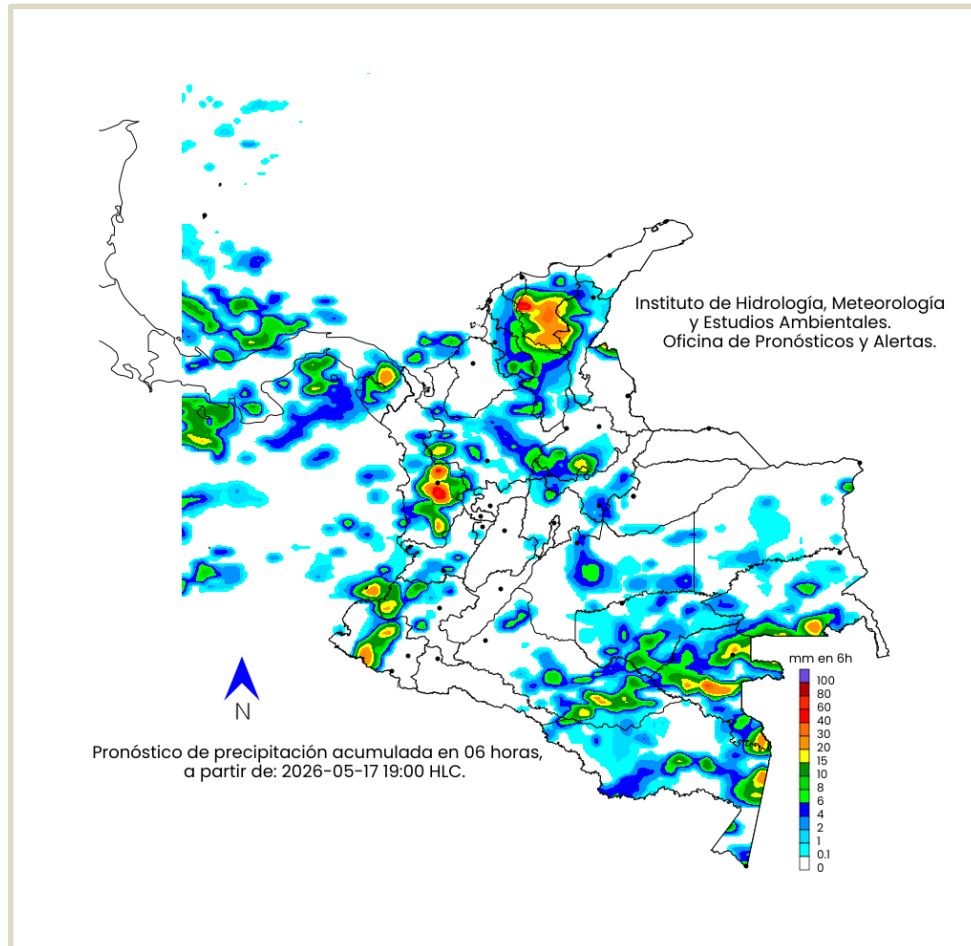 Instituto de Hidrología, Meteorología
y Estudios Ambientales.
Oficina de Pronósticos y Alertas.
mm en 6h
100
80
60
40
30
20
15
10
8
6
4
2
1
0.1
0
N
Pronóstico de precipitación acumulada en 06 horas,
a partir de: 2026-05-17 19:00 HLC.